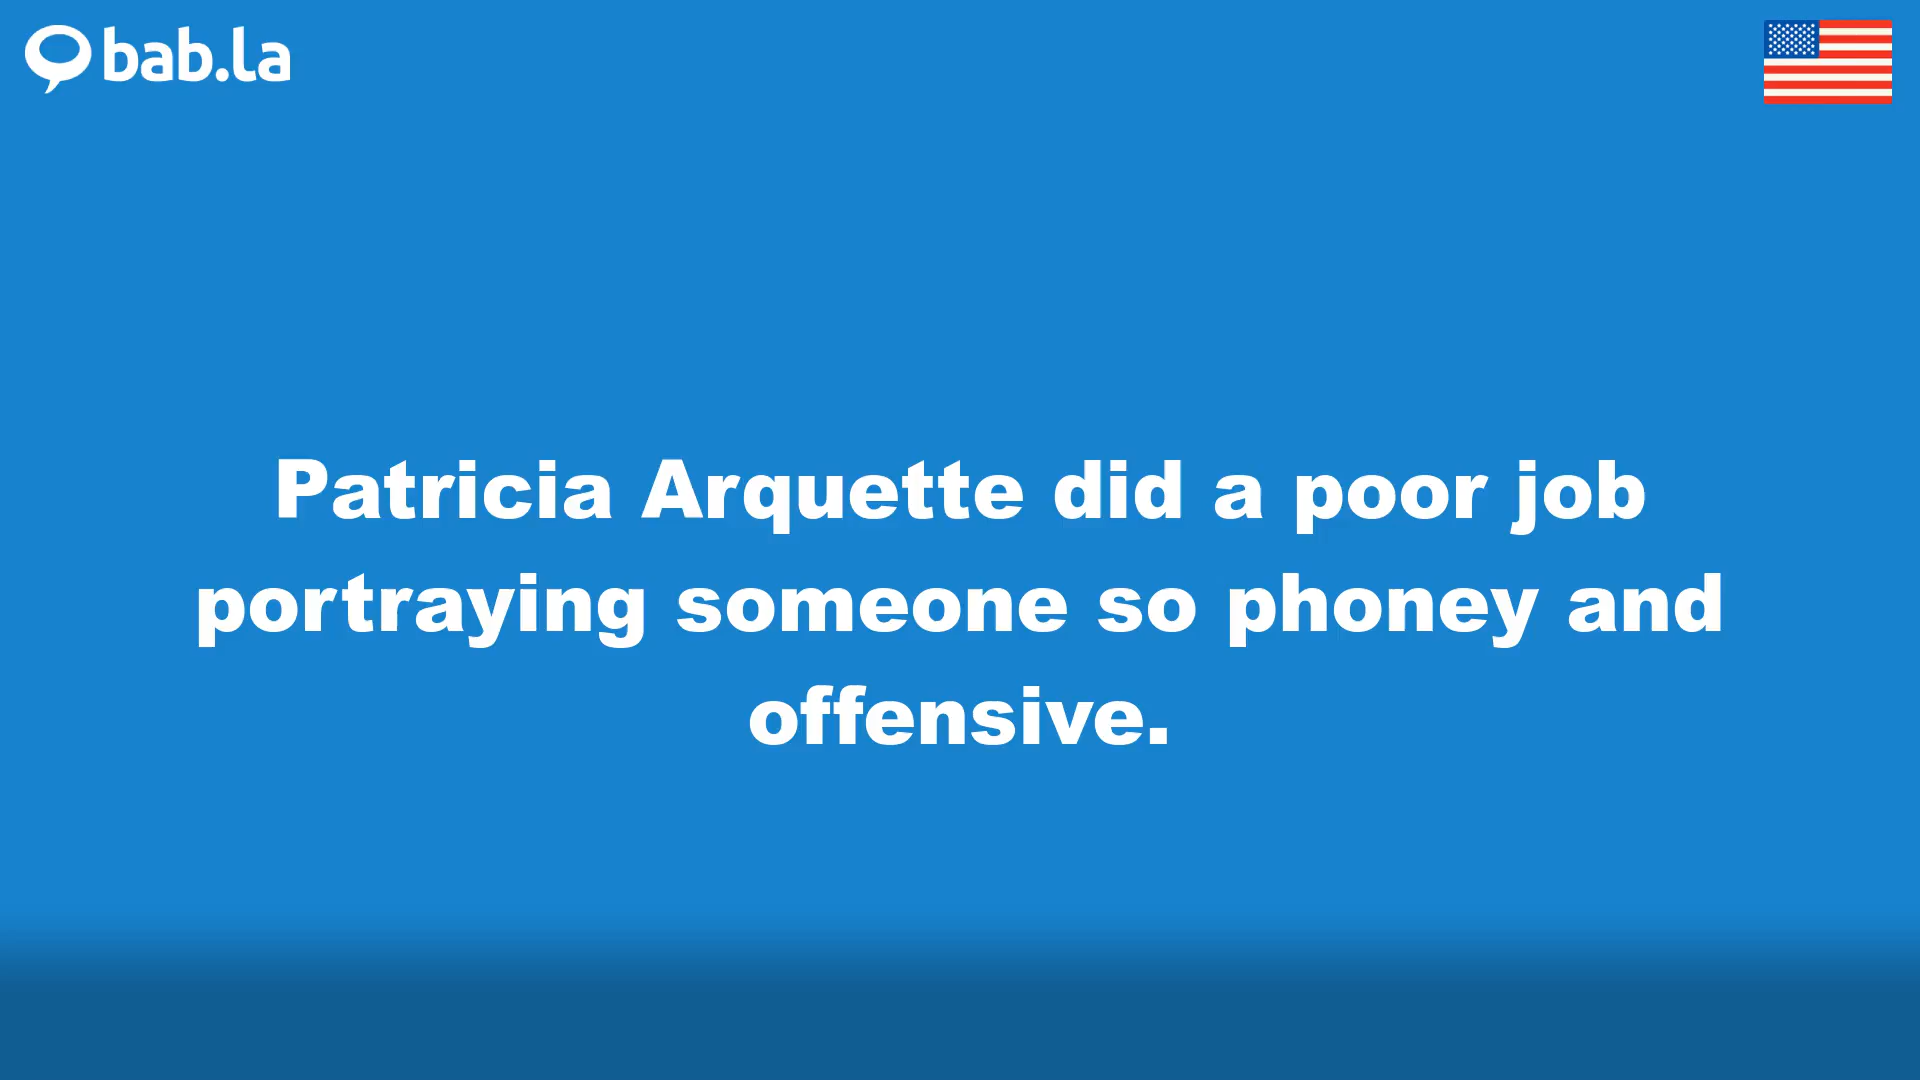 bab.la
Patricia Arquette did a poor job
portraying someone so phoney and
offensive.